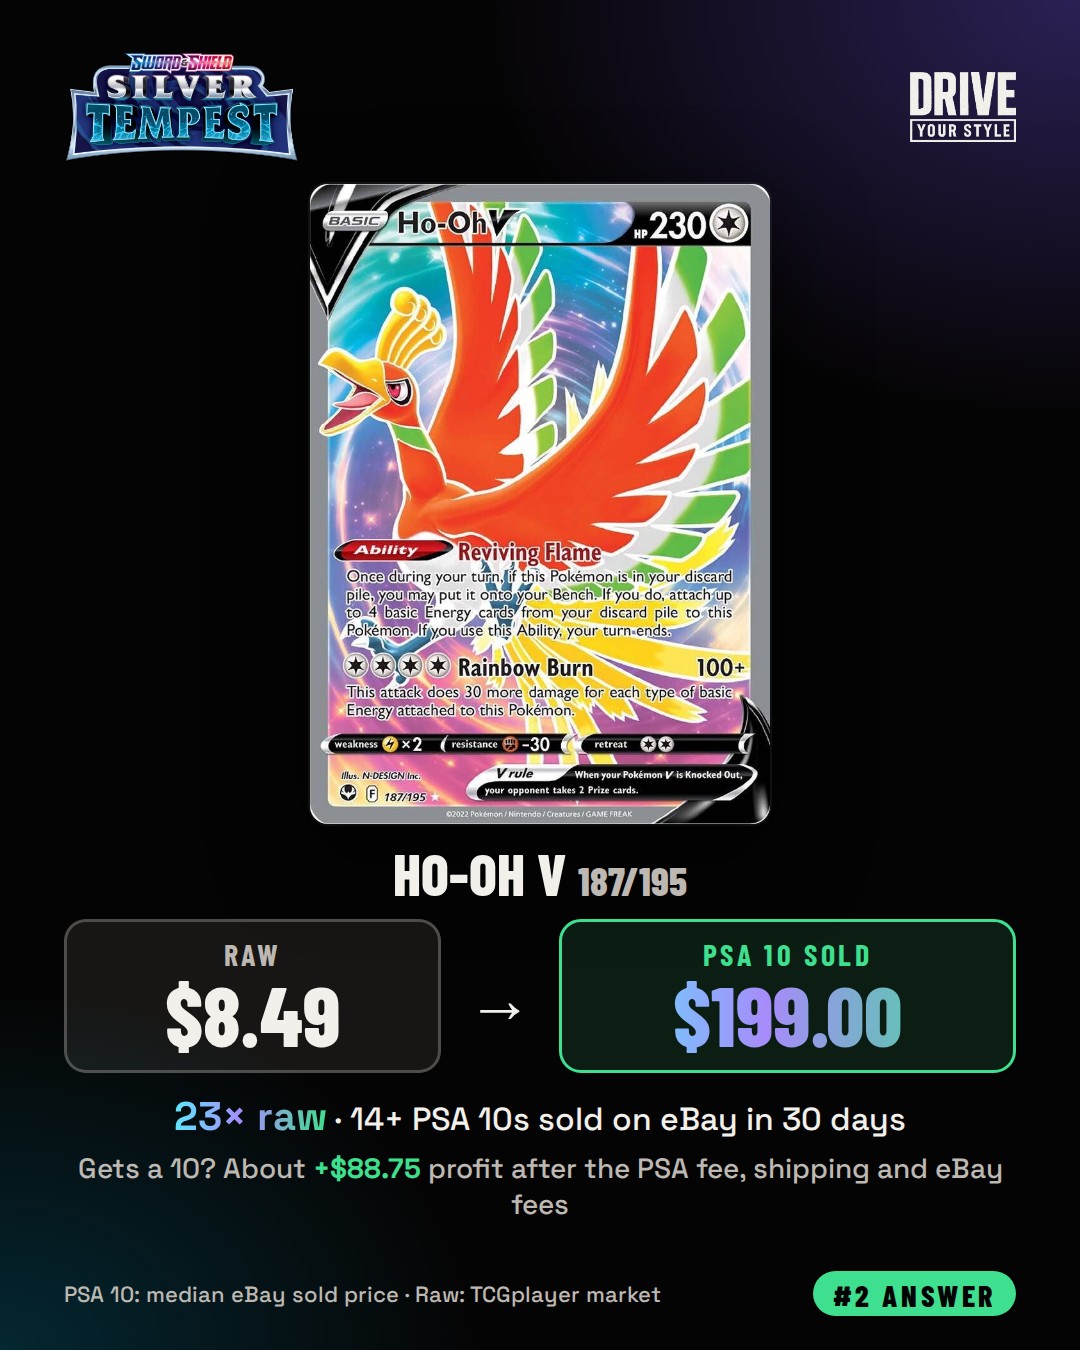 SWORD & SHIELD
SILVER
TEMPEST
DRIVE
YOUR STYLE
BASIC Ho-Oh V HP 230
Ability Reviving Flame
Once during your turn, if this Pokémon is in your discard
pile, you may put it onto your Bench. If you do, attach up
to 4 basic Energy cards from your discard pile to this
Pokémon. If you use this Ability, your turn ends.
Rainbow Burn 100+
This attack does 30 more damage for each type of basic
Energy attached to this Pokémon.
weakness ×2 resistance -30 retreat
Illus. N-DESIGN Inc.
V rule When your Pokémon V is Knocked Out,
your opponent takes 2 Prize cards.
F 187/195
©2022 Pokémon / Nintendo / Creatures / GAME FREAK
HO-OH V 187/195
RAW
$8.49
→
PSA 10 SOLD
$199.00
23× raw · 14+ PSA 10s sold on eBay in 30 days
Gets a 10? About +$88.75 profit after the PSA fee, shipping and eBay
fees
PSA 10: median eBay sold price · Raw: TCGplayer market
#2 ANSWER